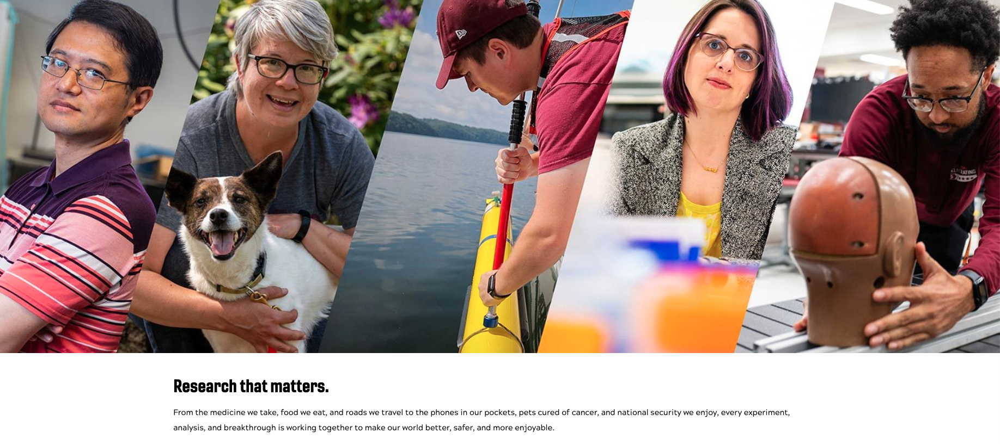 Research that matters.
From the medicine we take, food we eat, and roads we travel to the phones in our pockets, pets cured of cancer, and national security we enjoy, every experiment,
analysis, and breakthrough is working together to make our world better, safer, and more enjoyable.